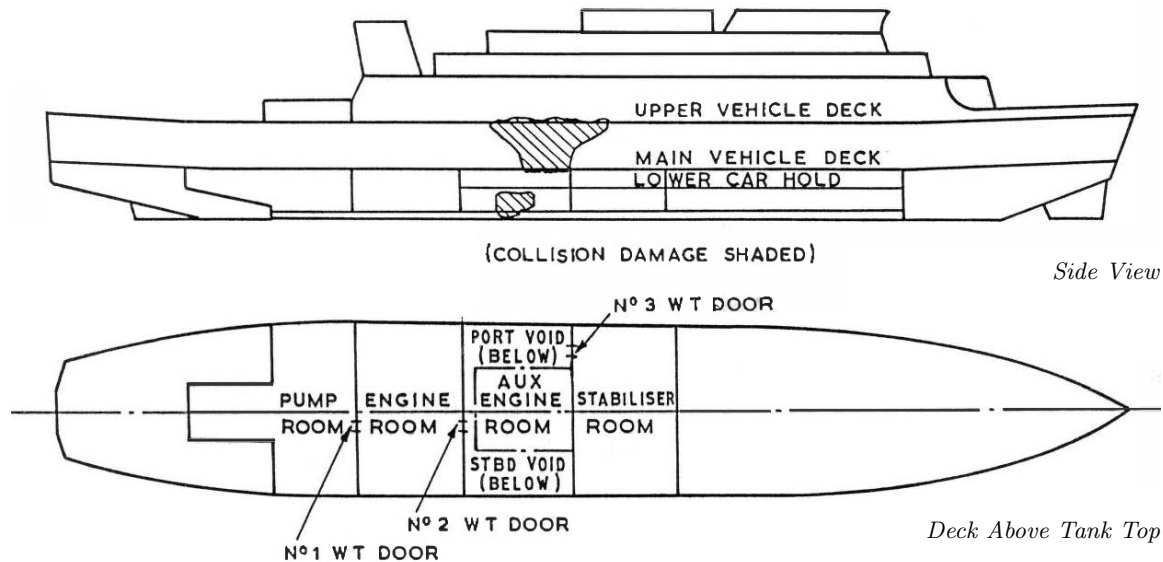 UPPER VEHICLE DECK
MAIN VEHICLE DECK
LOWER CAR HOLD
(COLLISION DAMAGE SHADED)
Side View
Nº 3 WT DOOR
PORT VOID
(BELOW)
AUX
ENGINE
ROOM
PUMP
ROOM
ENGINE
ROOM
STABILISER
ROOM
STBD VOID
(BELOW)
Nº 2 WT DOOR
Deck Above Tank Top
Nº 1 WT DOOR